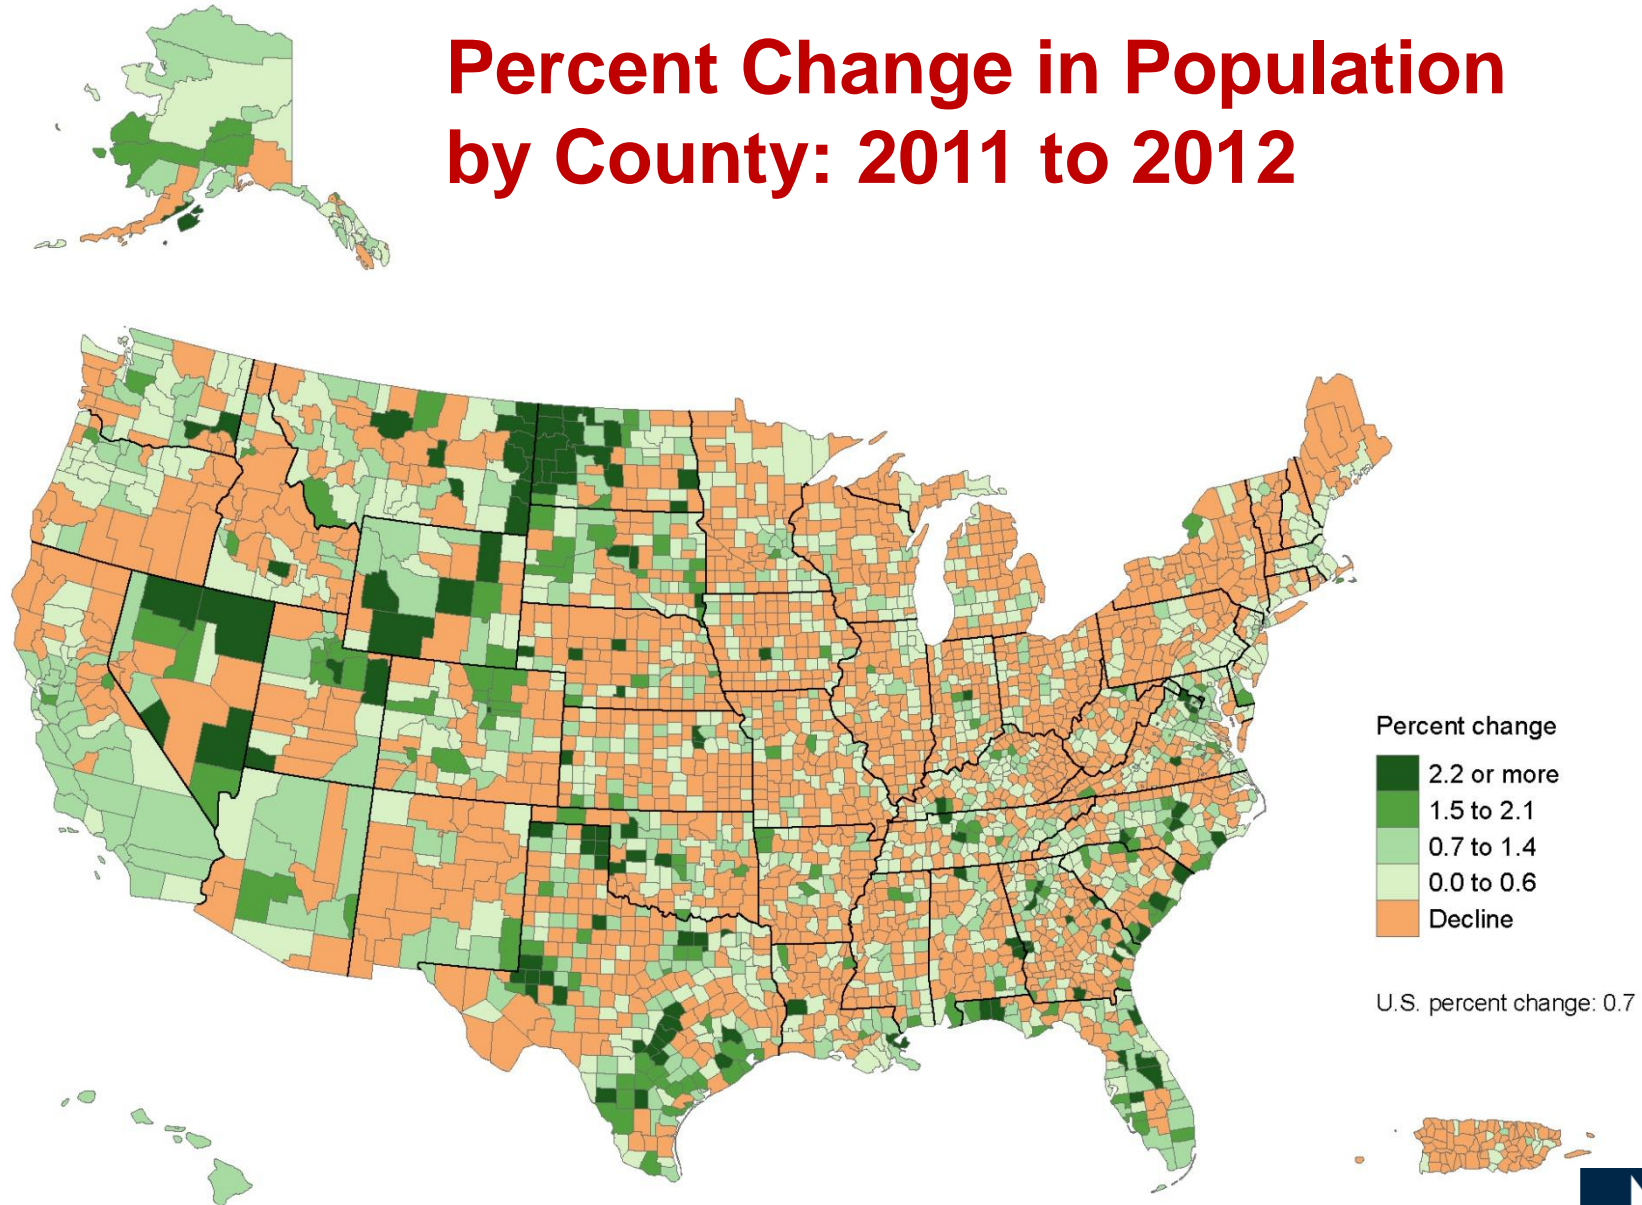 Percent Change in Population
by County: 2011 to 2012
Percent change
2.2 or more
1.5 to 2.1
0.7 to 1.4
0.0 to 0.6
Decline
U.S. percent change: 0.7